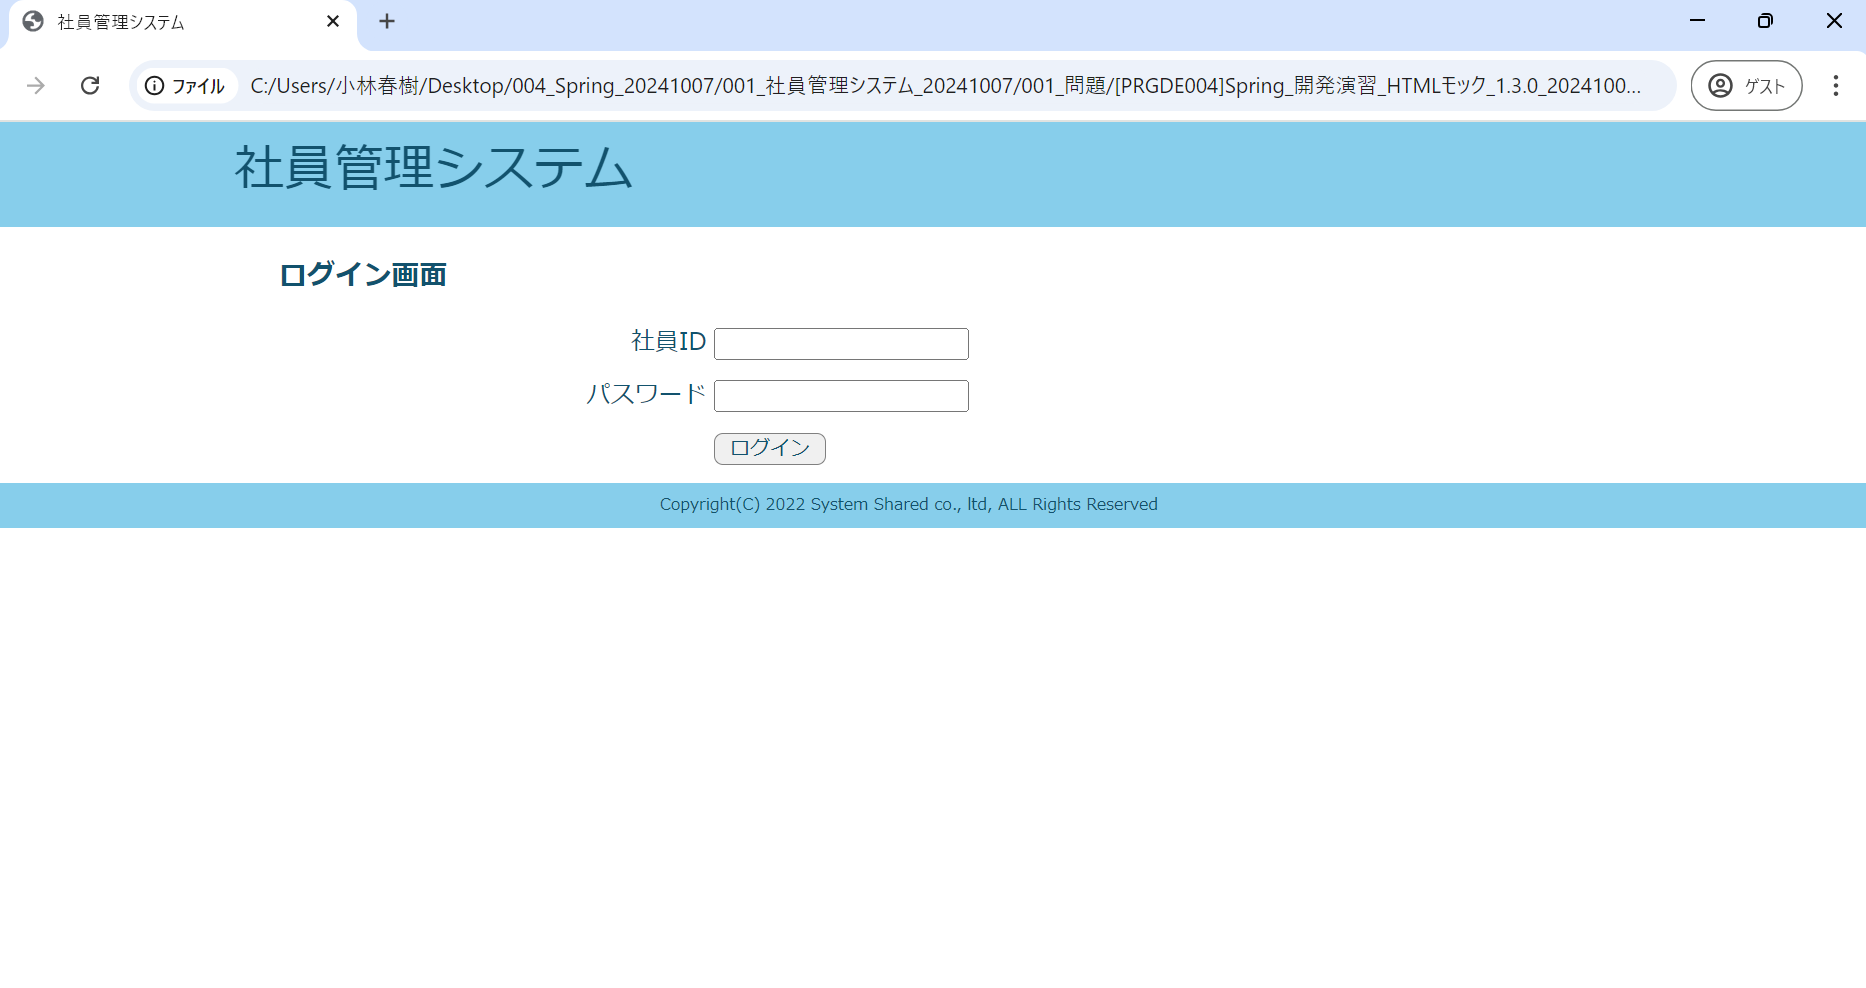 社員管理システム
ファイル C:/Users/小林春樹/Desktop/004_Spring_20241007/001_社員管理システム_20241007/001_問題/[PRGDE004]Spring_開発演習_HTMLモック_1.3.0_2024100... ゲスト
社員管理システム
ログイン画面
社員ID
パスワード
ログイン
Copyright(C) 2022 System Shared co., ltd, ALL Rights Reserved